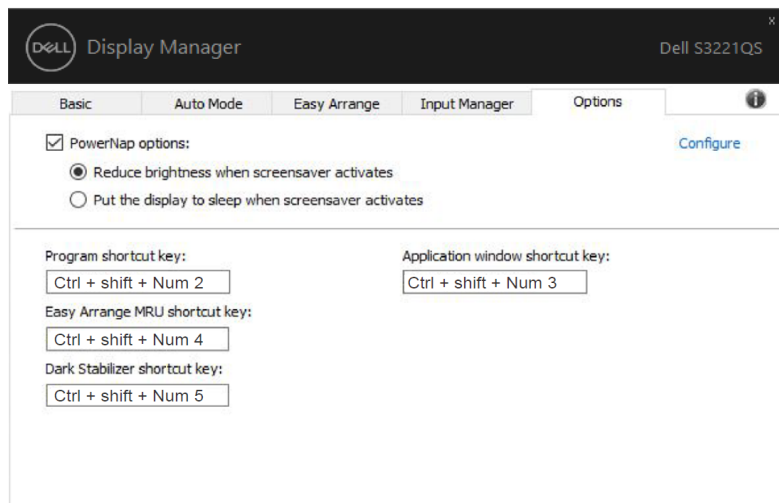 x
DELL Display Manager Dell S3221QS
Basic Auto Mode Easy Arrange Input Manager Options i
PowerNap options: Configure
Reduce brightness when screensaver activates
Put the display to sleep when screensaver activates
Program shortcut key: Application window shortcut key:
Ctrl + shift + Num 2 Ctrl + shift + Num 3
Easy Arrange MRU shortcut key:
Ctrl + shift + Num 4
Dark Stabilizer shortcut key:
Ctrl + shift + Num 5